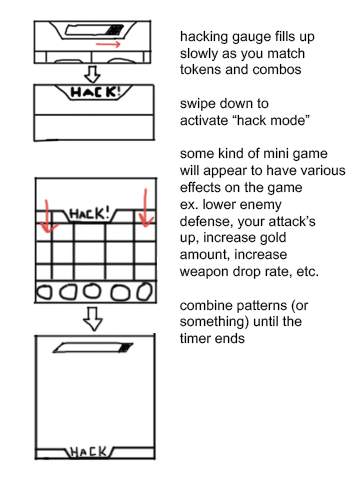 hacking gauge fills up
slowly as you match
tokens and combos
HACK!
swipe down to
activate “hack mode”
some kind of mini game
will appear to have various
effects on the game
ex. lower enemy
defense, your attack’s
up, increase gold
amount, increase
weapon drop rate, etc.
HACK!
combine patterns (or
something) until the
timer ends
HACK